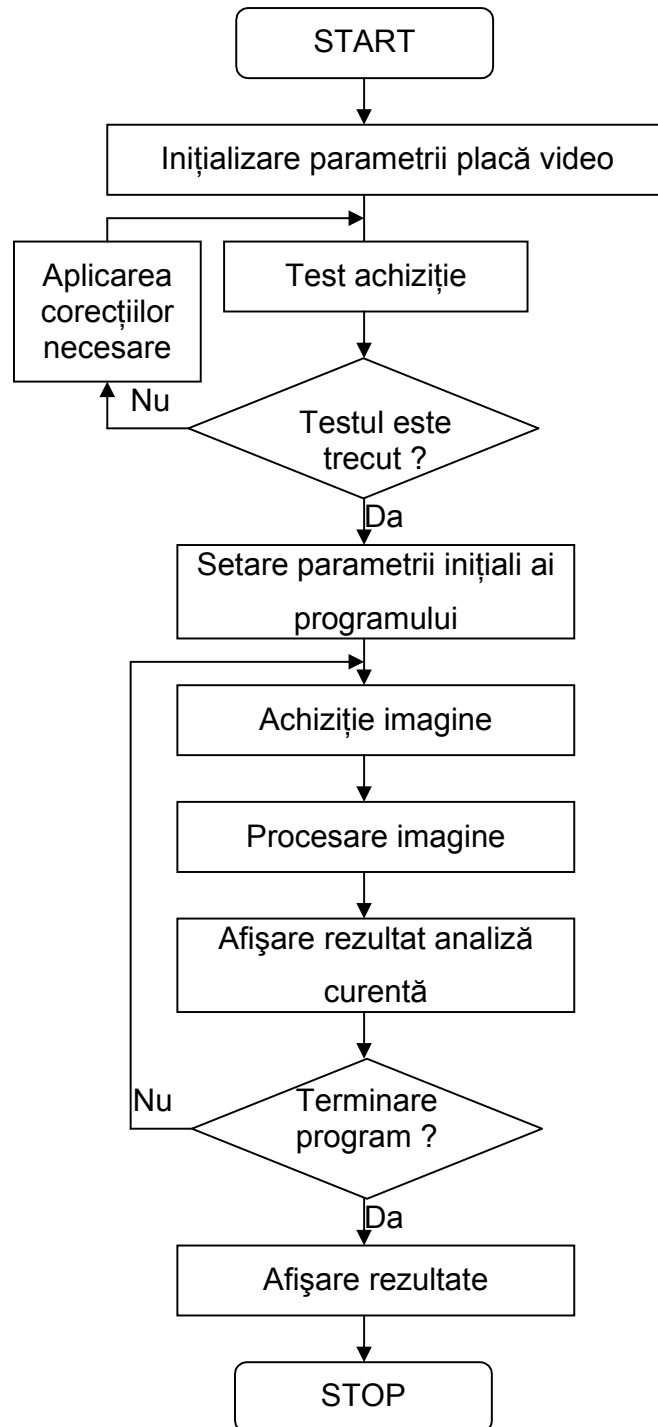 START
Inițializare parametrii placă video
Aplicarea
corecțiilor
necesare
Test achiziție
Nu
Testul este
trecut ?
Da
Setare parametrii inițiali ai
programului
Achiziție imagine
Procesare imagine
Afişare rezultat analiză
curentă
Nu
Terminare
program ?
Da
Afişare rezultate
STOP